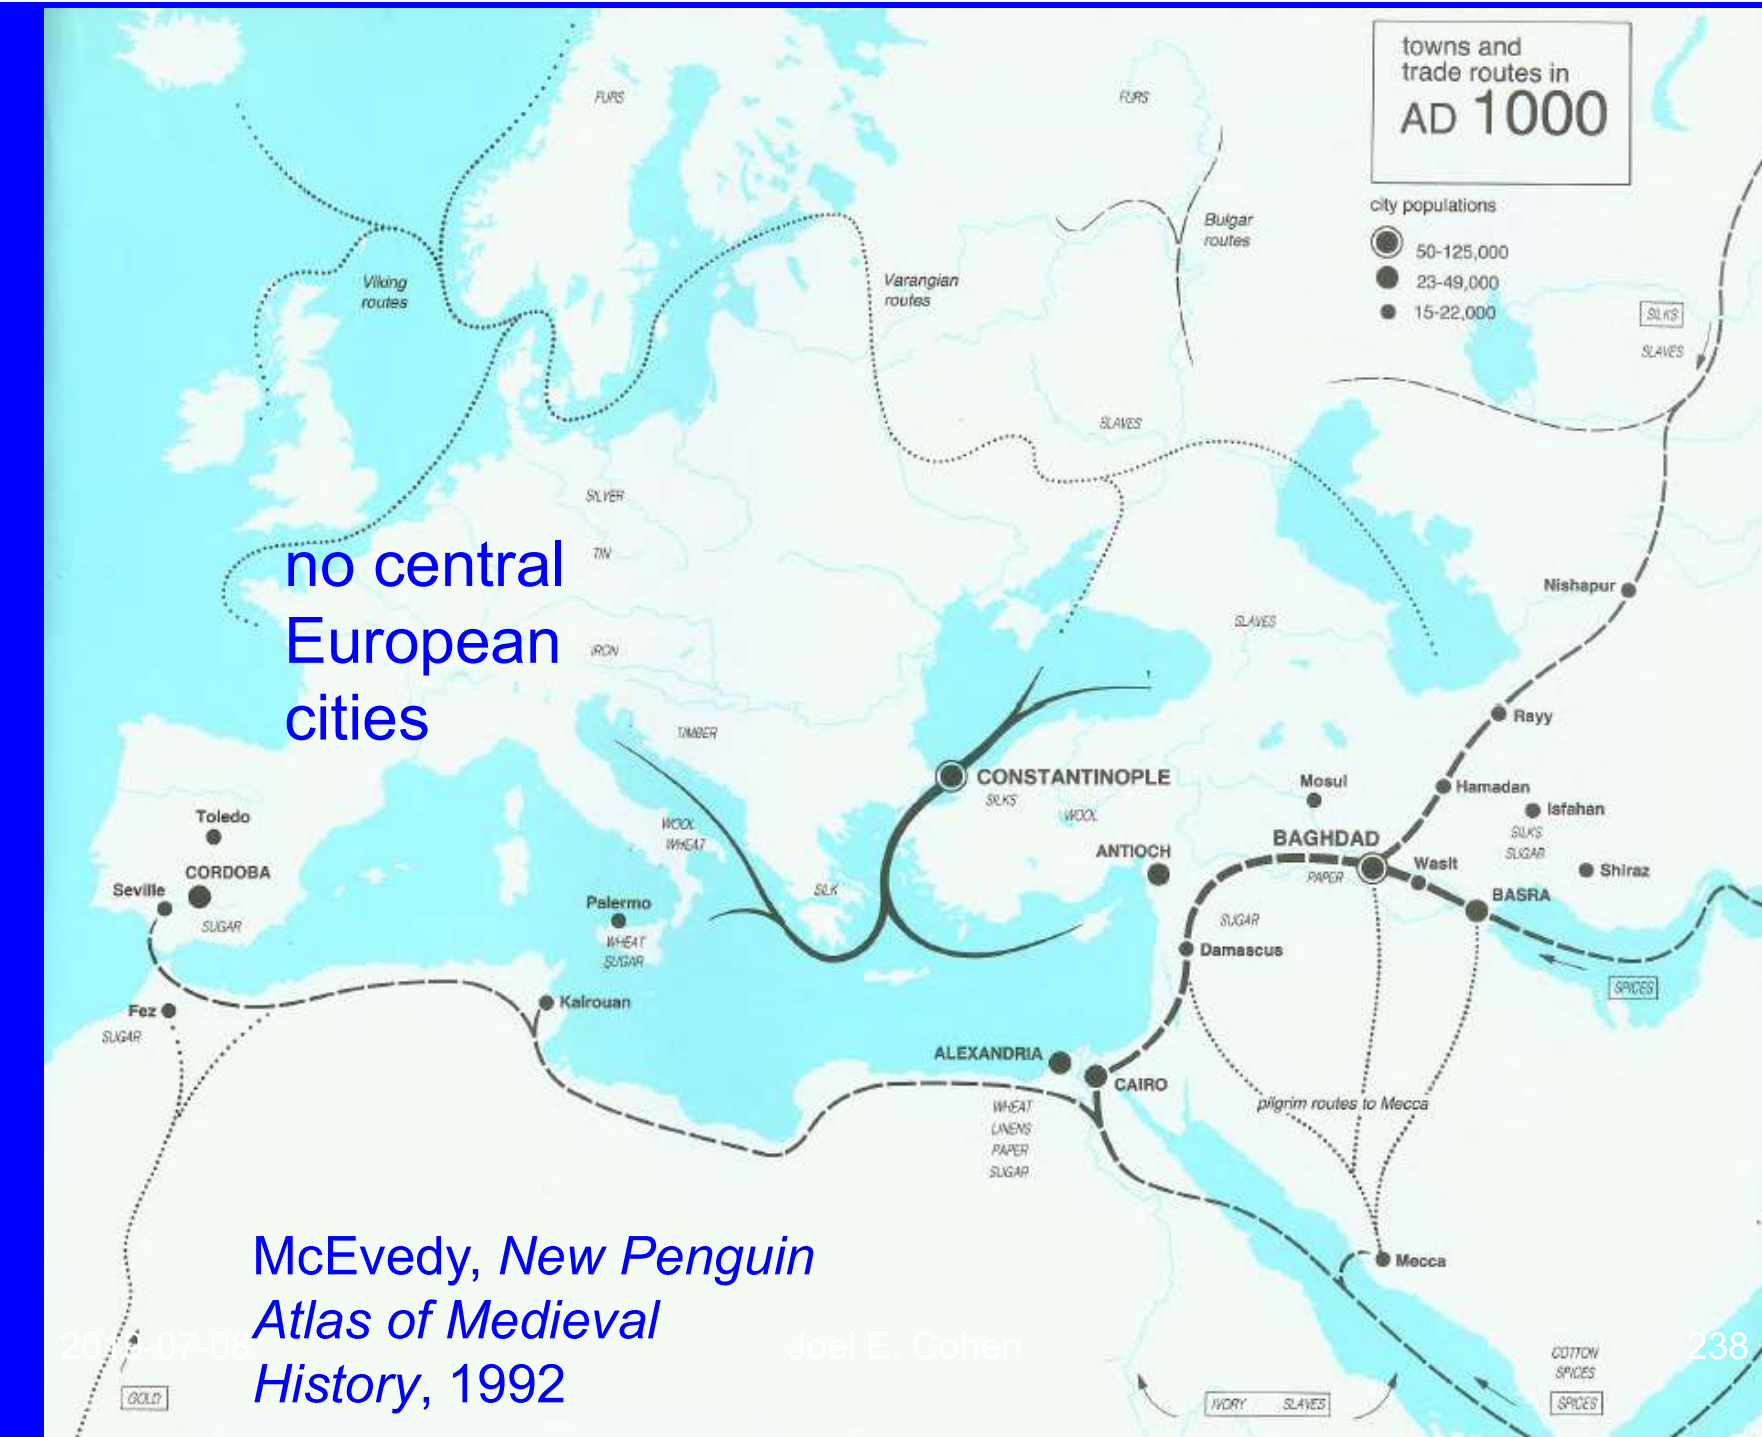 towns and
trade routes in
AD 1000
city populations
50-125,000
23-49,000
15-22,000
FURS
FURS
Bulgar
routes
Viking
routes
Varangian
routes
SILKS
SLAVES
SLAVES
SILVER
TIN
no central
European
cities
IRON
Nishapur
SLAVES
Rayy
TIMBER
CONSTANTINOPLE
SILKS
WOOL
Mosul
Hamadan
Isfahan
SILKS
SUGAR
Toledo
WOOL
WHEAT
BAGHDAD
PAPER
ANTIOCH
Wasit
Shiraz
CORDOBA
Seville
SUGAR
SILK
BASRA
Palermo
WHEAT
SUGAR
SUGAR
Damascus
SPICES
Fez
SUGAR
Kairouan
ALEXANDRIA
CAIRO
WHEAT
LINENS
PAPER
SUGAR
pilgrim routes to Mecca
Mecca
McEvedy, New Penguin
Atlas of Medieval
History, 1992
2019-07-08
Joel E. Cohen
238
GOLD
IVORY SLAVES
COTTON
SPICES
SPICES